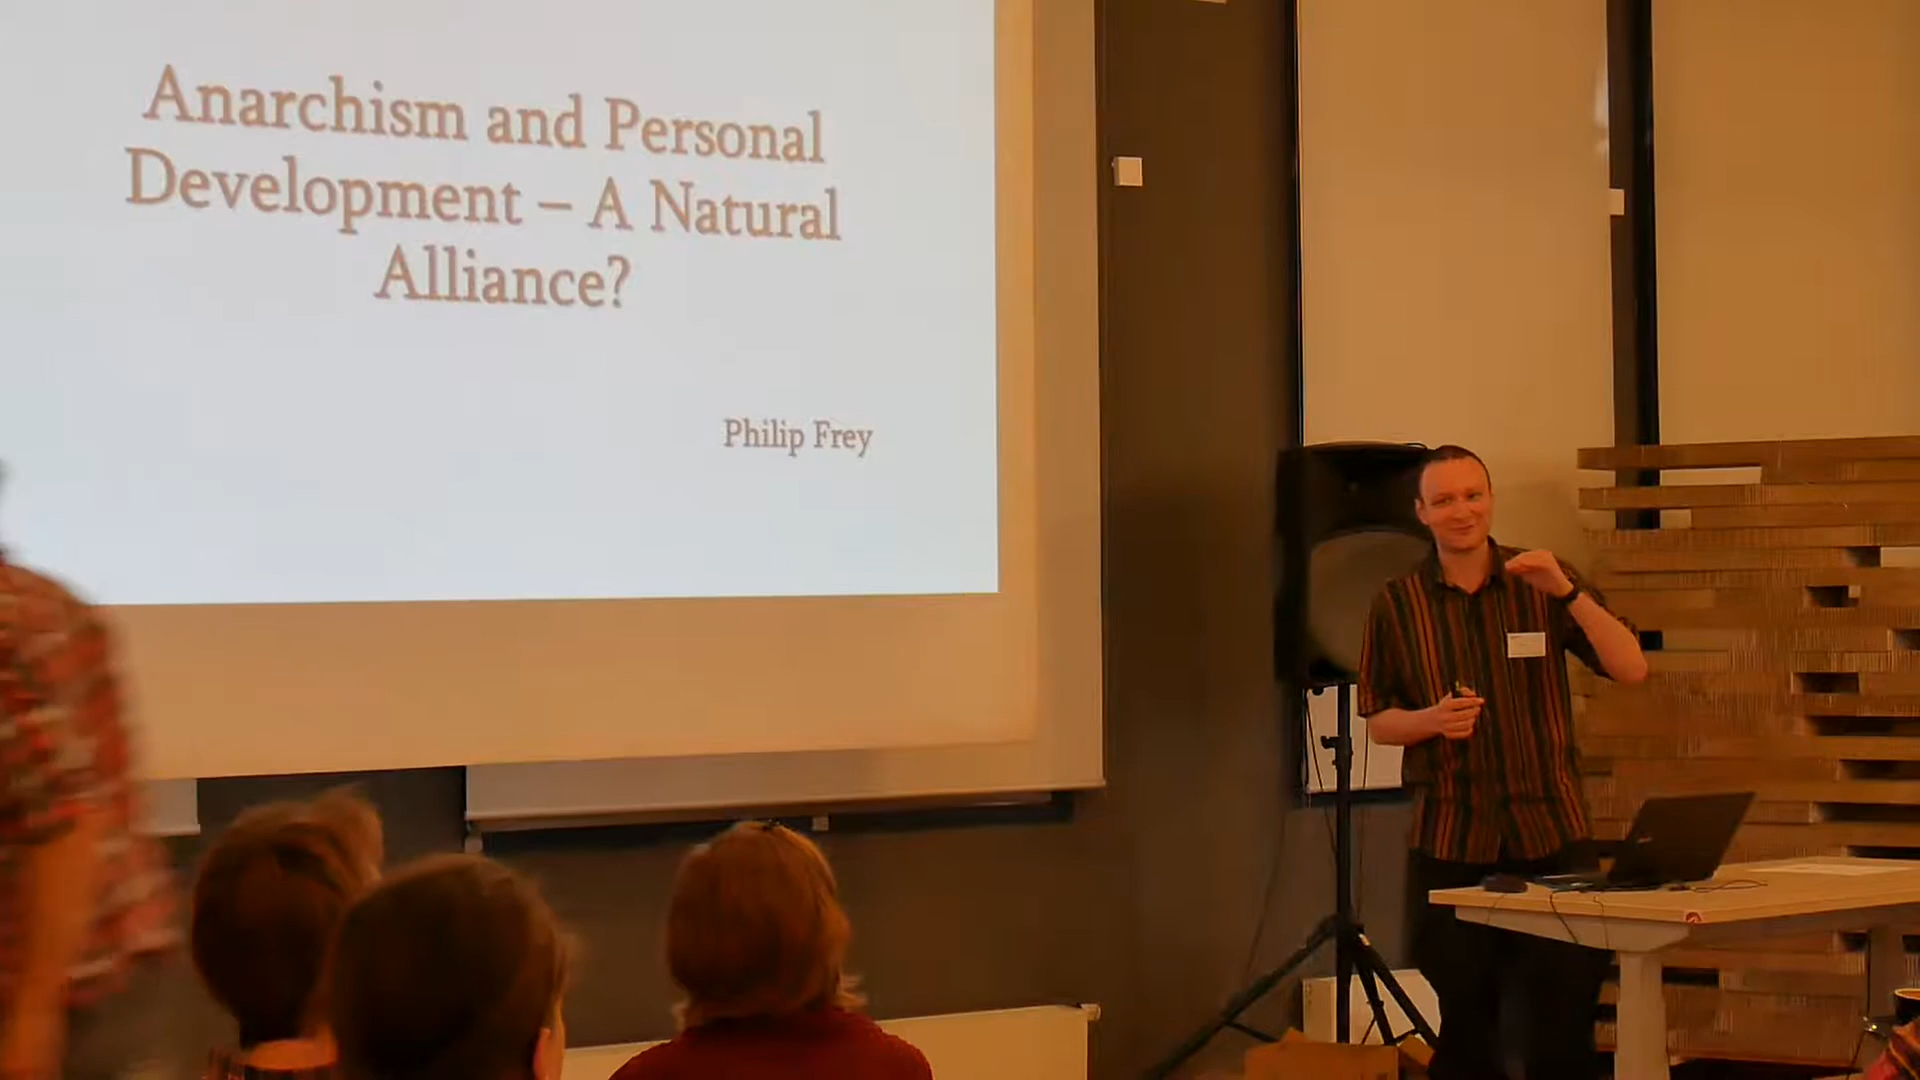 Anarchism and Personal
Development – A Natural
Alliance?
Philip Frey